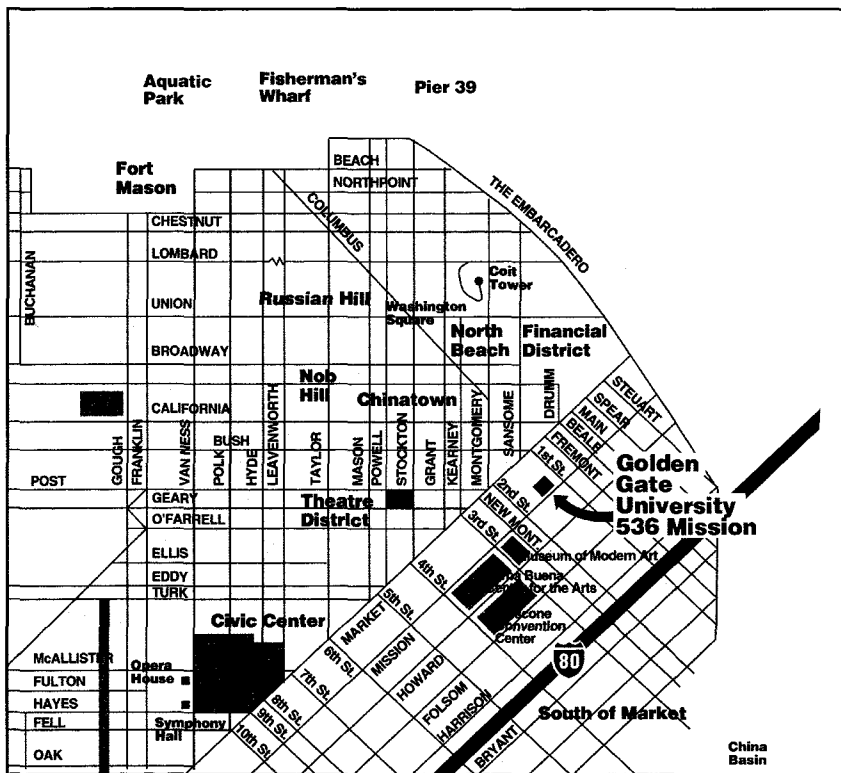 Aquatic
Park
Fisherman's
Wharf
Pier 39
Fort
Mason
BEACH
NORTHPOINT
THE EMBARCADERO
COLUMBUS
CHESTNUT
LOMBARD
BUCHANAN
Coit
Tower
UNION
Russian Hill
Washington
Square
North
Beach
Financial
District
BROADWAY
Nob
Hill
Chinatown
CALIFORNIA
GOUGH
FRANKLIN
VAN NESS
POLK
BUSH
HYDE
LEAVENWORTH
TAYLOR
MASON
POWELL
STOCKTON
GRANT
KEARNEY
MONTGOMERY
SANSOME
DRUMM
STEUART
SPEAR
MAIN
BEALE
FREMONT
1st St.
2nd St.
NEW MONT
3rd St.
4th St.
5th St.
6th St.
7th St.
8th St.
9th St.
10th St.
Golden
Gate
University
536 Mission
POST
GEARY
O'FARRELL
Theatre
District
ELLIS
EDDY
TURK
Museum of Modern Art
Buena
for the Arts
Convention
Center
Civic Center
MARKET
MISSION
HOWARD
FOLSOM
HARRISON
BRYANT
80
McALLISTER
Opera
House
FULTON
HAYES
FELL
Symphony
Hall
OAK
South of Market
China
Basin